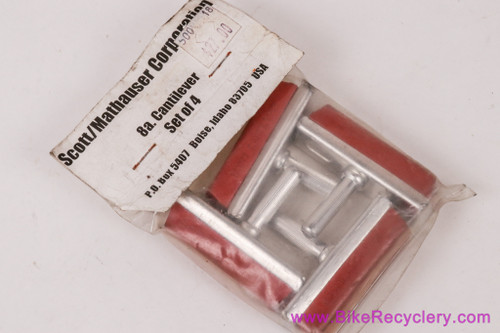 Scott/Mathauser Corporation
8a. Cantilever
Set of 4
P.O. Box 5407 Boise, Idaho 83705 USA
www.BikeRecyclery.com